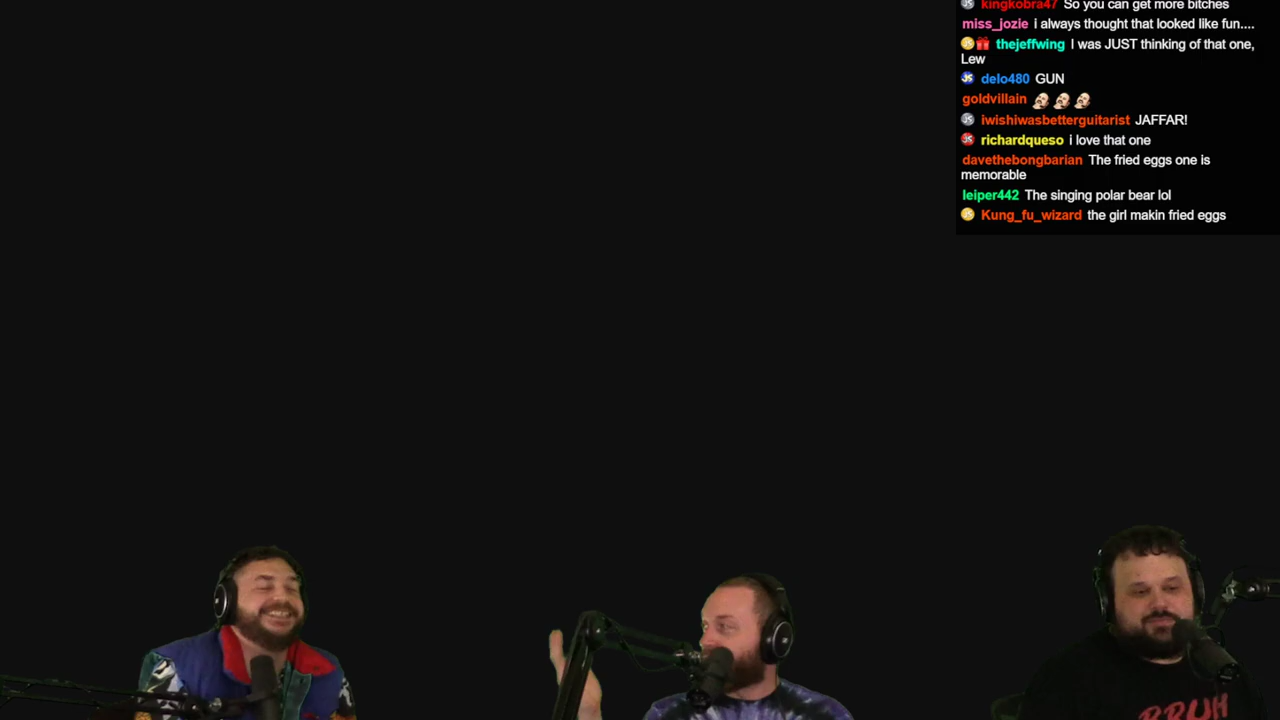 kingkobra47 So you can get more bitches
miss_jozie i always thought that looked like fun....
thejeffwing I was JUST thinking of that one,
Lew
delo480 GUN
goldvillain
iwishiwasbetterguitarist JAFFAR!
richardqueso i love that one
davethebongbarian The fried eggs one is
memorable
leiper442 The singing polar bear lol
Kung_fu_wizard the girl makin fried eggs
BRUH